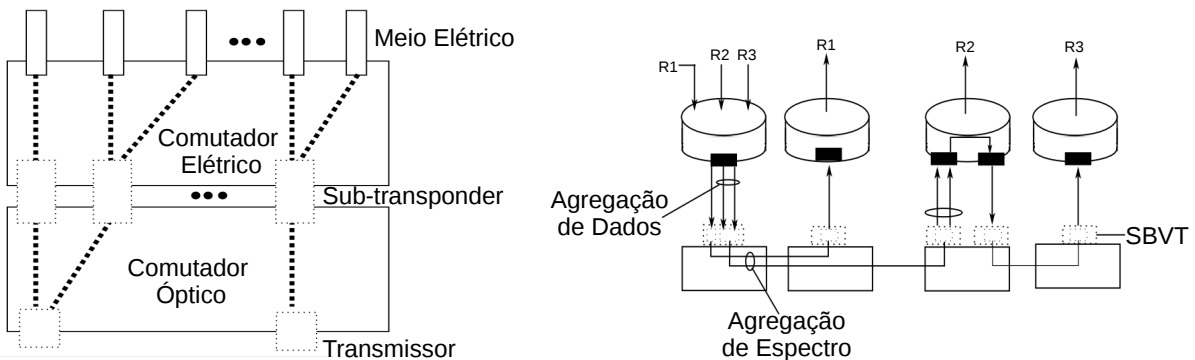 Meio Elétrico
Comutador
Elétrico
Sub-transponder
Comutador
Óptico
Transmissor
R1
R2
R3
R1
R2
R3
Agregação
de Dados
SBVT
Agregação
de Espectro